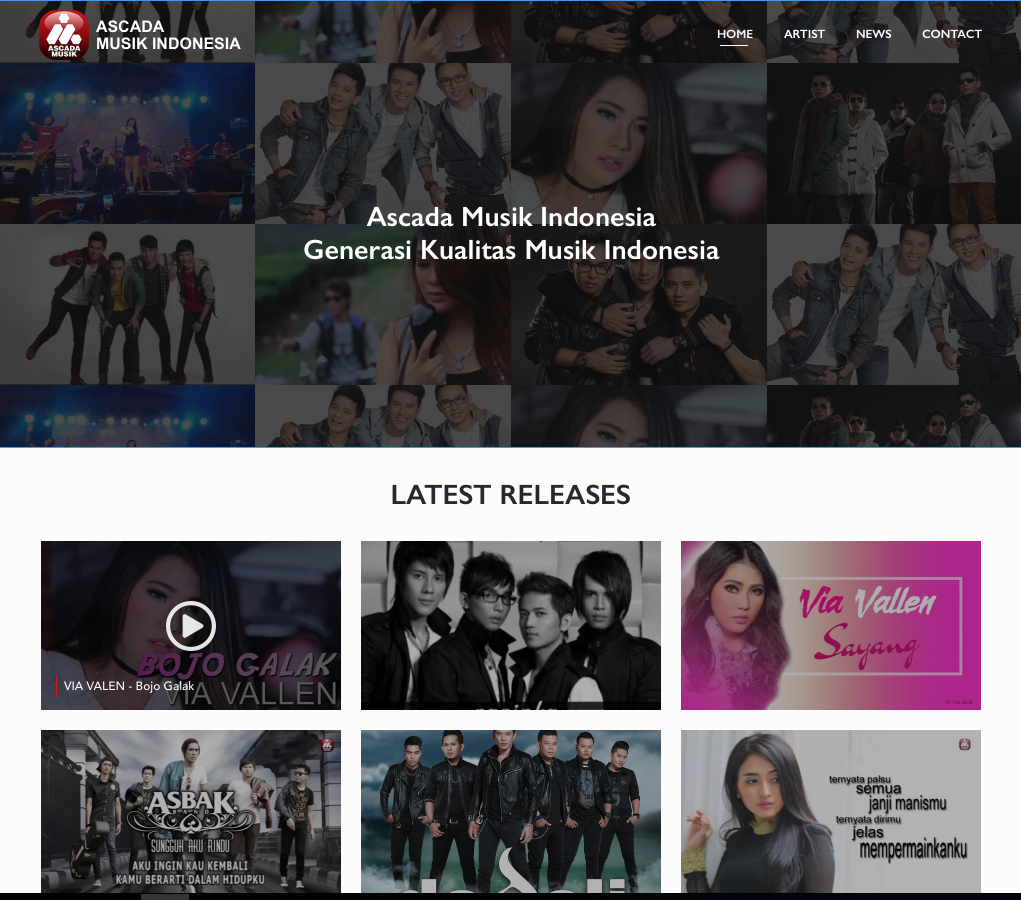 ASCADA
MUSIK
ASCADA
MUSIK INDONESIA
HOME
ARTIST
NEWS
CONTACT
Ascada Musik Indonesia
Generasi Kualitas Musik Indonesia
LATEST RELEASES
BOJO GALAK
VIA VALLEN
VIA VALEN - Bojo Galak
Via Vallen
Sayang
ASBAK
BAND
SUNGGUH AKU RINDU
AKU INGIN KAU KEMBALI
KAMU BERARTI DALAM HIDUPKU
dadali
ternyata palsu
semua
janji manismu
ternyata dirimu
jelas
mempermainkanku